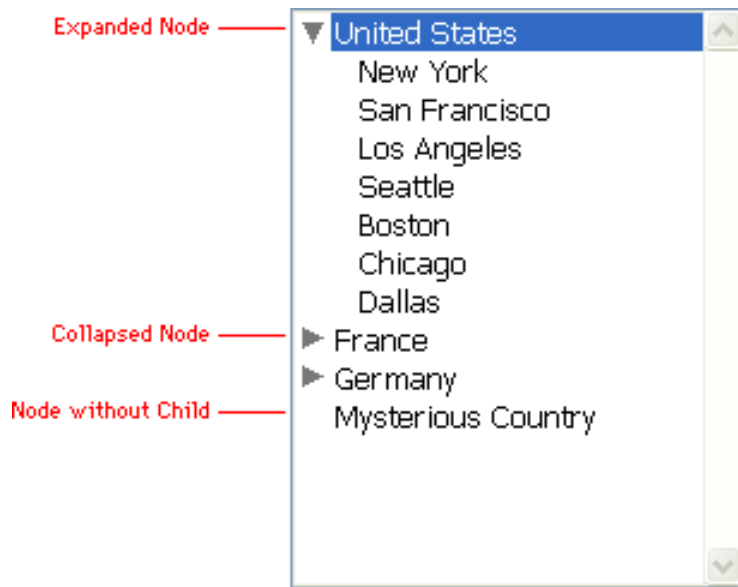 Expanded Node
United States
New York
San Francisco
Los Angeles
Seattle
Boston
Chicago
Dallas
Collapsed Node
France
Germany
Node without Child
Mysterious Country